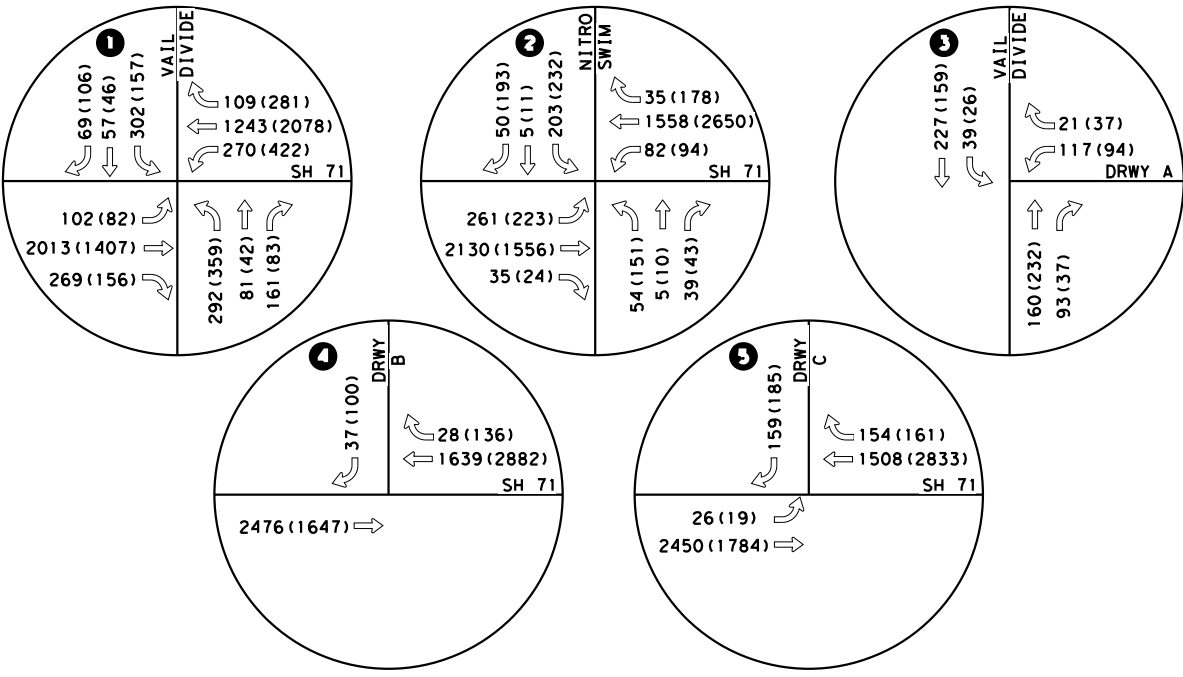 1
VAIL
DIVIDE
69(106)
57(46)
302(157)
109(281)
1243(2078)
270(422)
SH 71
102(82)
2013(1407)
269(156)
292(359)
81(42)
161(83)
2
NITRO
SWIM
50(193)
5(11)
203(232)
35(178)
1558(2650)
82(94)
SH 71
261(223)
2130(1556)
35(24)
54(151)
5(10)
39(43)
3
VAIL
DIVIDE
227(159)
39(26)
21(37)
117(94)
DRWY A
160(232)
93(37)
4
DRWY
B
37(100)
28(136)
1639(2882)
SH 71
2476(1647)
5
DRWY
C
159(185)
154(161)
1508(2833)
SH 71
26(19)
2450(1784)